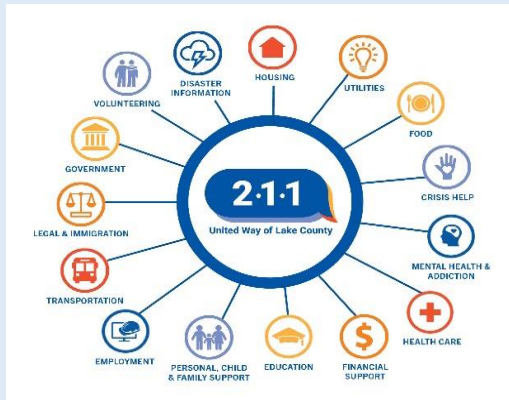 HOUSING
UTILITIES
FOOD
CRISIS HELP
MENTAL HEALTH &
ADDICTION
HEALTH CARE
$
FINANCIAL
SUPPORT
EDUCATION
PERSONAL, CHILD
& FAMILY SUPPORT
EMPLOYMENT
TRANSPORTATION
LEGAL & IMMIGRATION
GOVERNMENT
VOLUNTEERING
DISASTER
INFORMATION
2·1·1
United Way of Lake County